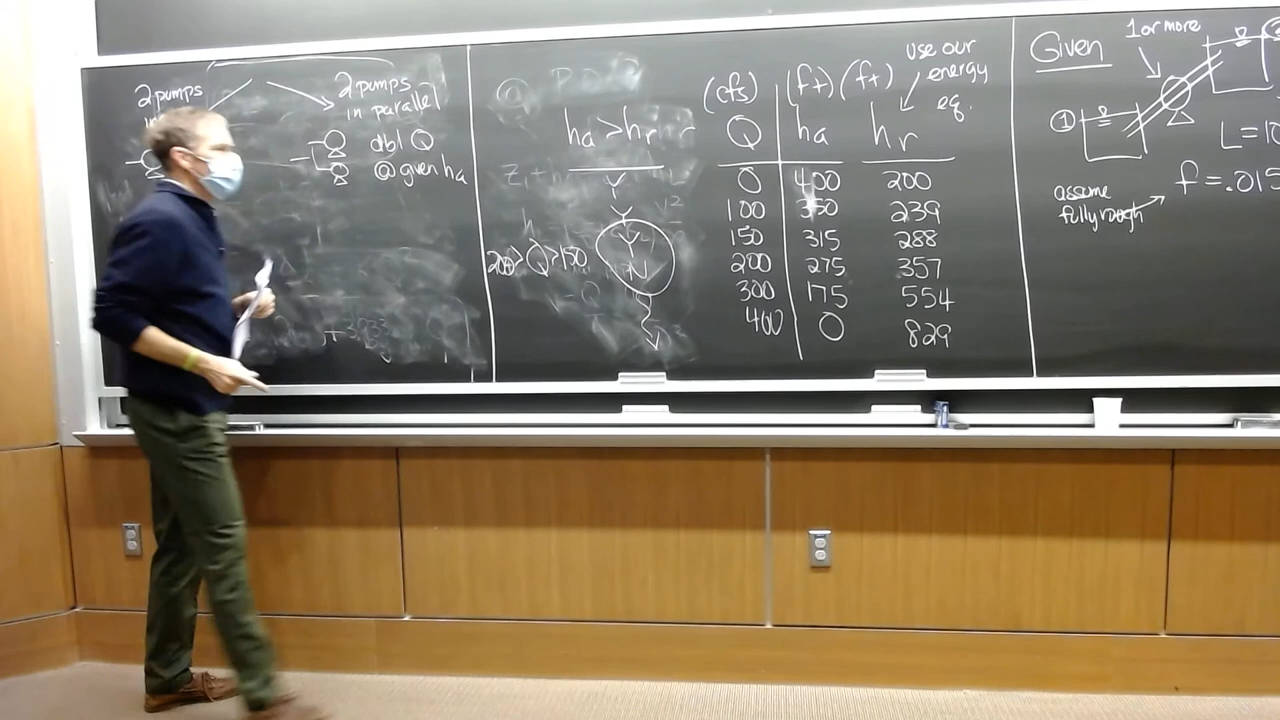 2 pumps
2 pumps
in parallel
dbl Q
@ given ha
ha > hr
Y
Y
Y
N
200 > Q > 150
(cfs) (ft) (ft)
Q ha hr
0 400 200
100 350 239
150 315 288
200 275 357
300 175 554
400 0 829
use our
energy
eq.
Given
1 or more
①
L = 10
f = .015
assume
fully rough